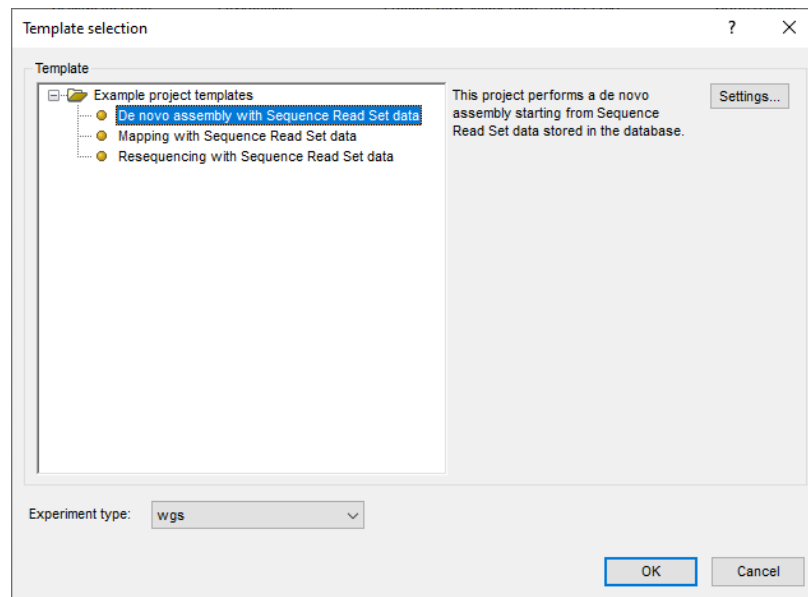 Template selection
?
Template
Example project templates
De novo assembly with Sequence Read Set data
Mapping with Sequence Read Set data
Resequencing with Sequence Read Set data
This project performs a de novo
assembly starting from Sequence
Read Set data stored in the database.
Settings...
Experiment type:
wgs
OK
Cancel